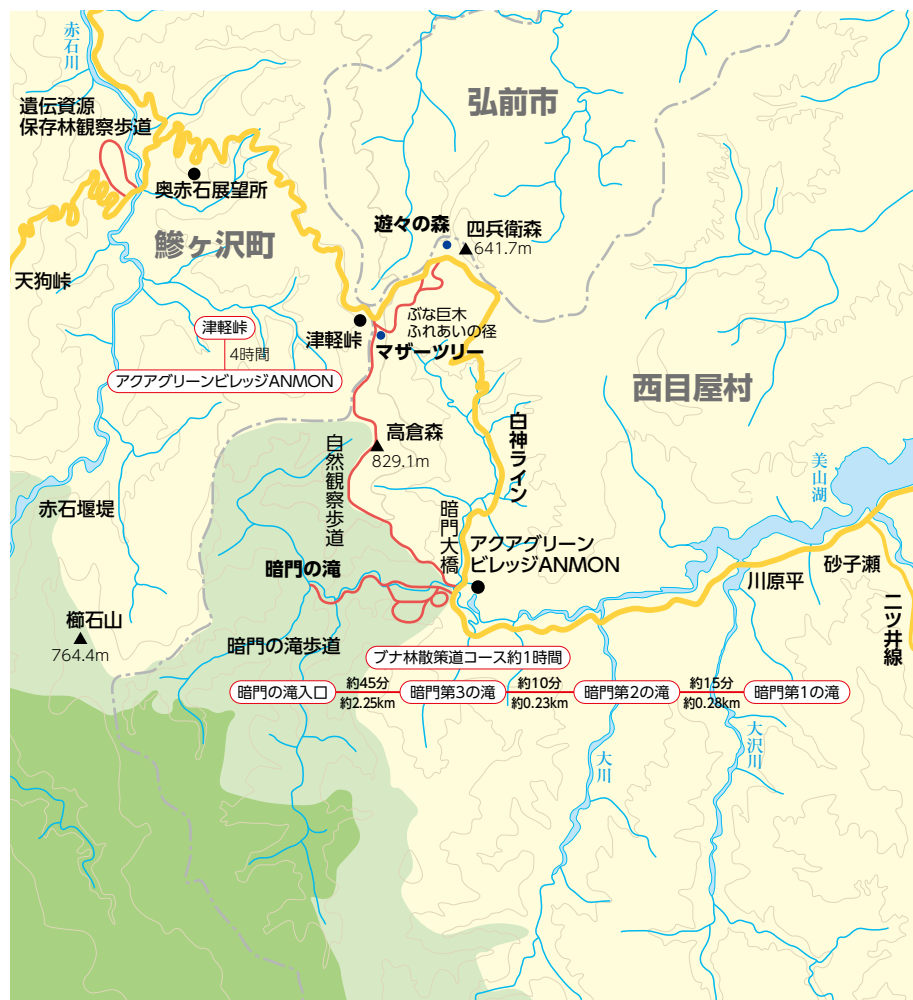 赤石川
弘前市
遺伝資源
保存林観察歩道
奥赤石展望所
遊々の森
四兵衛森
641.7m
鰺ヶ沢町
天狗峠
津軽峠
4時間
アクアグリーンビレッジANMON
津軽峠
ぶな巨木
ふれあいの径
マザーツリー
西目屋村
白神ライン
高倉森
829.1m
自然観察歩道
美山湖
赤石堰堤
暗門大橋
アクアグリーン
ビレッジANMON
暗門の滝
川原平
砂子瀬
二ツ井線
櫛石山
764.4m
暗門の滝歩道
ブナ林散策道コース約1時間
暗門の滝入口
約45分
約2.25km
暗門第3の滝
約10分
約0.23km
暗門第2の滝
約15分
約0.28km
暗門第1の滝
大川
大沢川